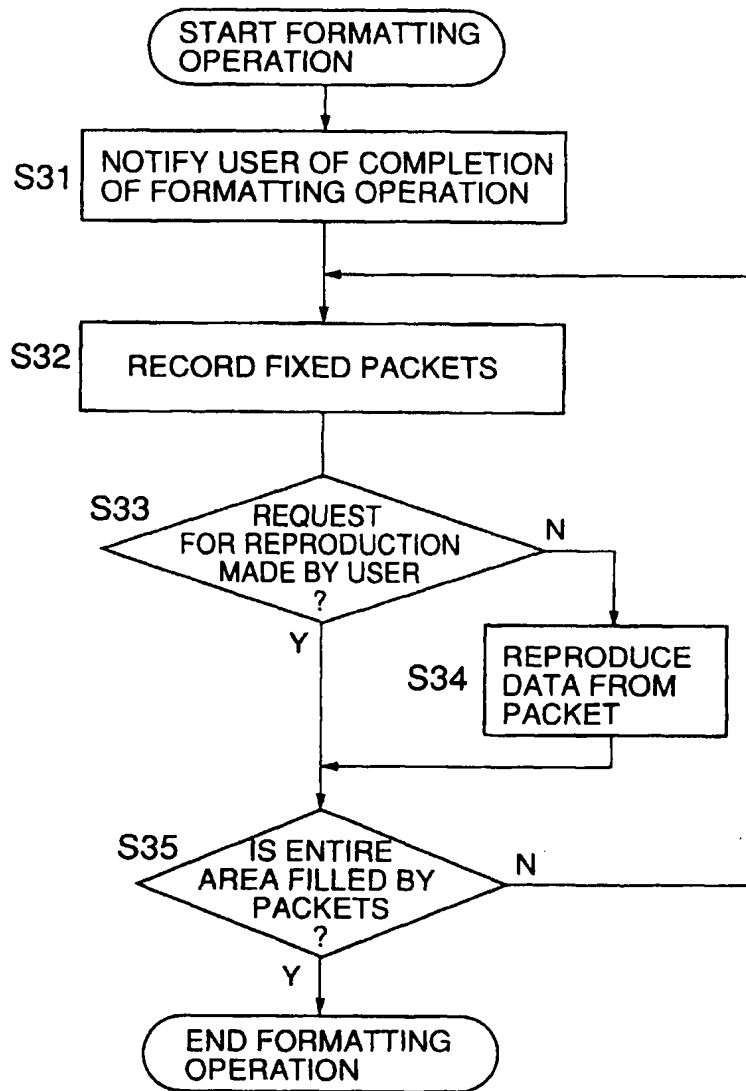 START FORMATTING
OPERATION
S31
NOTIFY USER OF COMPLETION
OF FORMATTING OPERATION
S32
RECORD FIXED PACKETS
S33
REQUEST
FOR REPRODUCTION
MADE BY USER
?
N
Y
S34
REPRODUCE
DATA FROM
PACKET
S35
IS ENTIRE
AREA FILLED BY
PACKETS
?
N
Y
END FORMATTING
OPERATION